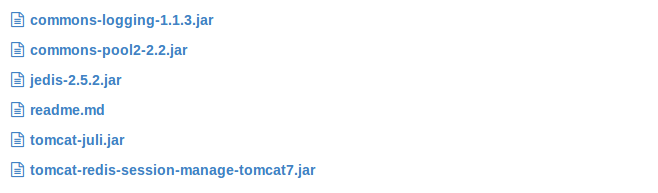 commons-logging-1.1.3.jar
commons-pool2-2.2.jar
jedis-2.5.2.jar
readme.md
tomcat-juli.jar
tomcat-redis-session-manage-tomcat7.jar